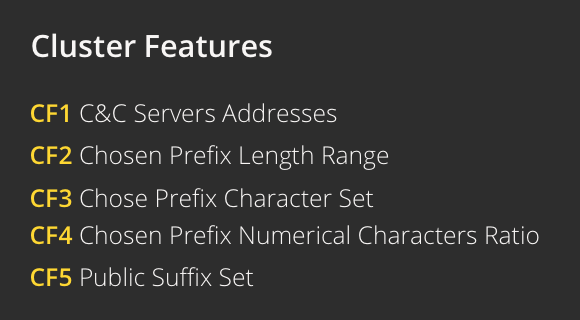 Cluster Features
CF1 C&C Servers Addresses
CF2 Chosen Prefix Length Range
CF3 Chose Prefix Character Set
CF4 Chosen Prefix Numerical Characters Ratio
CF5 Public Suffix Set